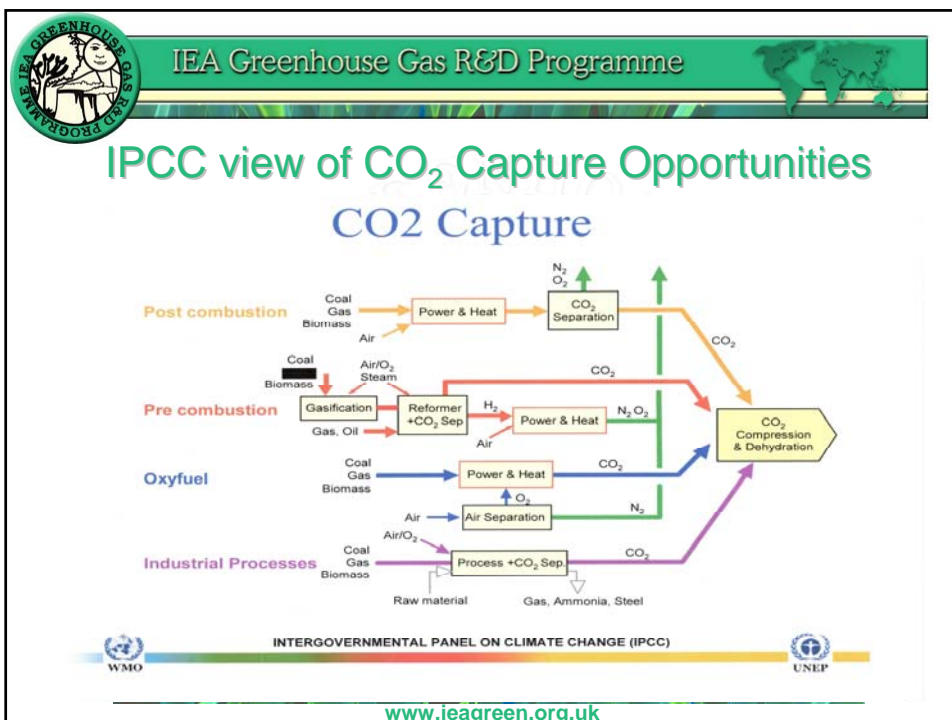 IEA GREENHOUSE GAS R&D PROGRAMME
IEA Greenhouse Gas R&D Programme
IPCC view of CO₂ Capture Opportunities
CO2 Capture
Post combustion
Coal
Gas
Biomass
Air
Power & Heat
N₂
O₂
CO₂
Separation
CO₂
Pre combustion
Coal
Biomass
Air/O₂
Steam
Gasification
Gas, Oil
Reformer
+CO₂ Sep
CO₂
H₂
Air
Power & Heat
N₂ O₂
CO₂
Compression
& Dehydration
Oxyfuel
Coal
Gas
Biomass
Power & Heat
CO₂
O₂
Air
Air Separation
N₂
Industrial Processes
Coal
Gas
Biomass
Air/O₂
Process +CO₂ Sep.
CO₂
Raw material
Gas, Ammonia, Steel
WMO
INTERGOVERNMENTAL PANEL ON CLIMATE CHANGE (IPCC)
UNEP
www.ieagreen.org.uk